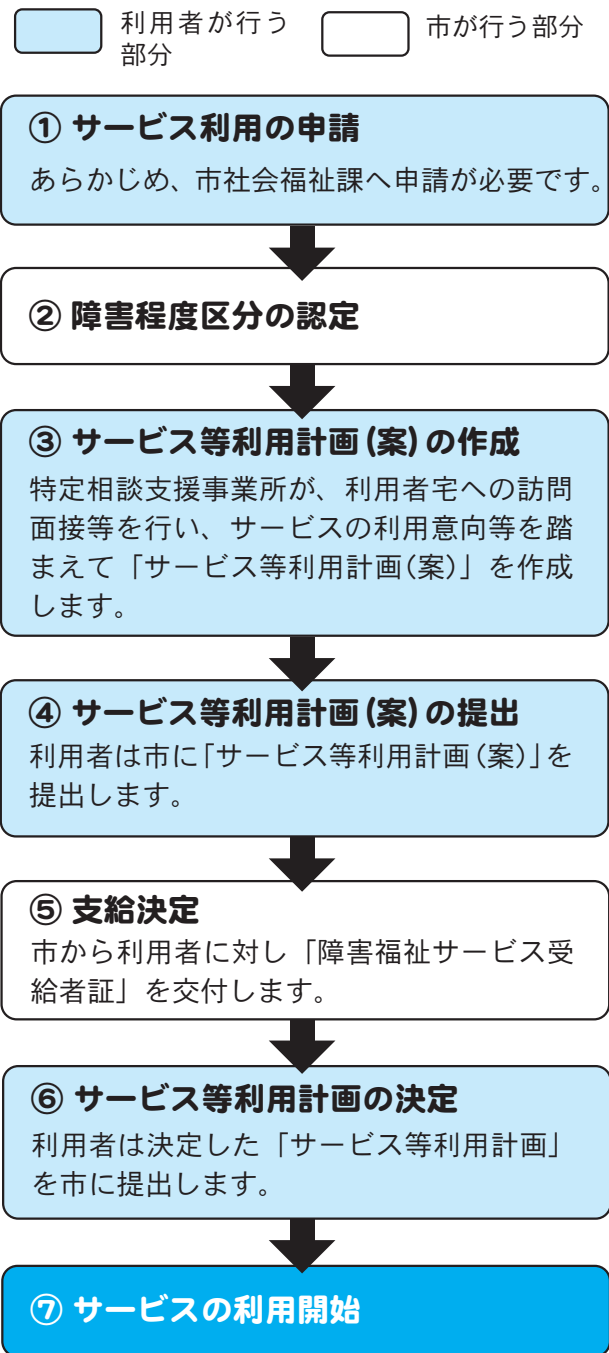 利用者が行う
部分
市が行う部分
① サービス利用の申請
あらかじめ、市社会福祉課へ申請が必要です。
② 障害程度区分の認定
③ サービス等利用計画(案)の作成
特定相談支援事業所が、利用者宅への訪問
面接等を行い、サービスの利用意向等を踏
まえて「サービス等利用計画(案)」を作成
します。
④ サービス等利用計画(案)の提出
利用者は市に「サービス等利用計画(案)」を
提出します。
⑤ 支給決定
市から利用者に対し「障害福祉サービス受
給者証」を交付します。
⑥ サービス等利用計画の決定
利用者は決定した「サービス等利用計画」
を市に提出します。
⑦ サービスの利用開始